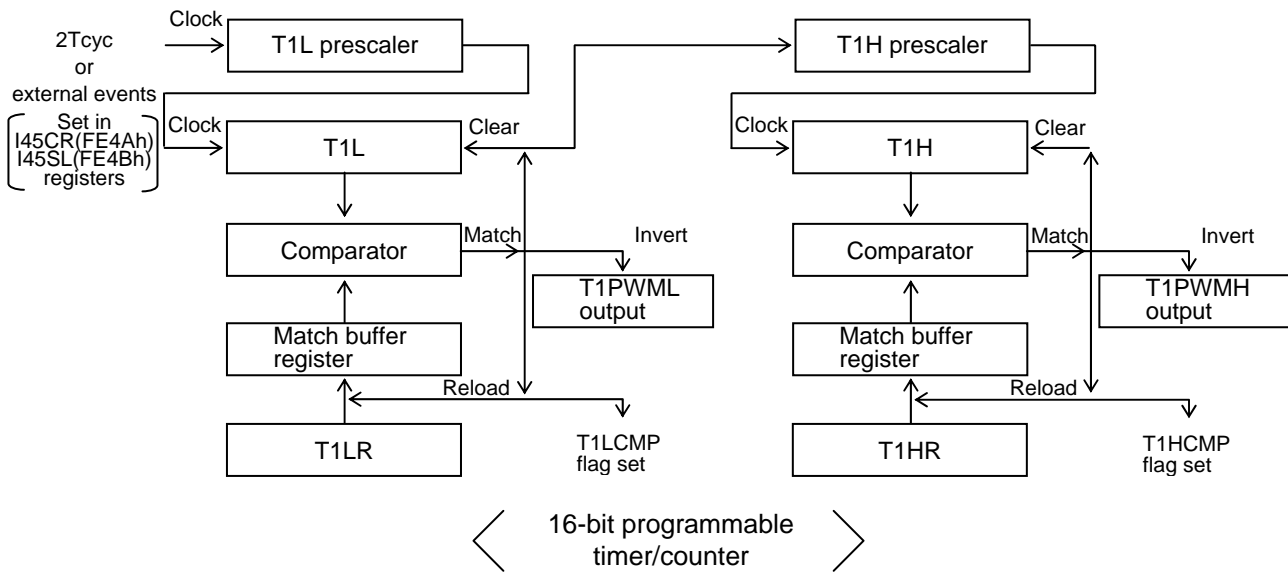 Clock
2Tcyc
or
external events
Set in
I45CR(FE4Ah)
I45SL(FE4Bh)
registers
T1L prescaler
Clock
T1L
Clear
Comparator
Match
Invert
T1PWML
output
Match buffer
register
Reload
T1LR
T1LCMP
flag set
T1H prescaler
Clock
T1H
Clear
Comparator
Match
Invert
T1PWMH
output
Match buffer
register
Reload
T1HR
T1HCMP
flag set
16-bit programmable
timer/counter